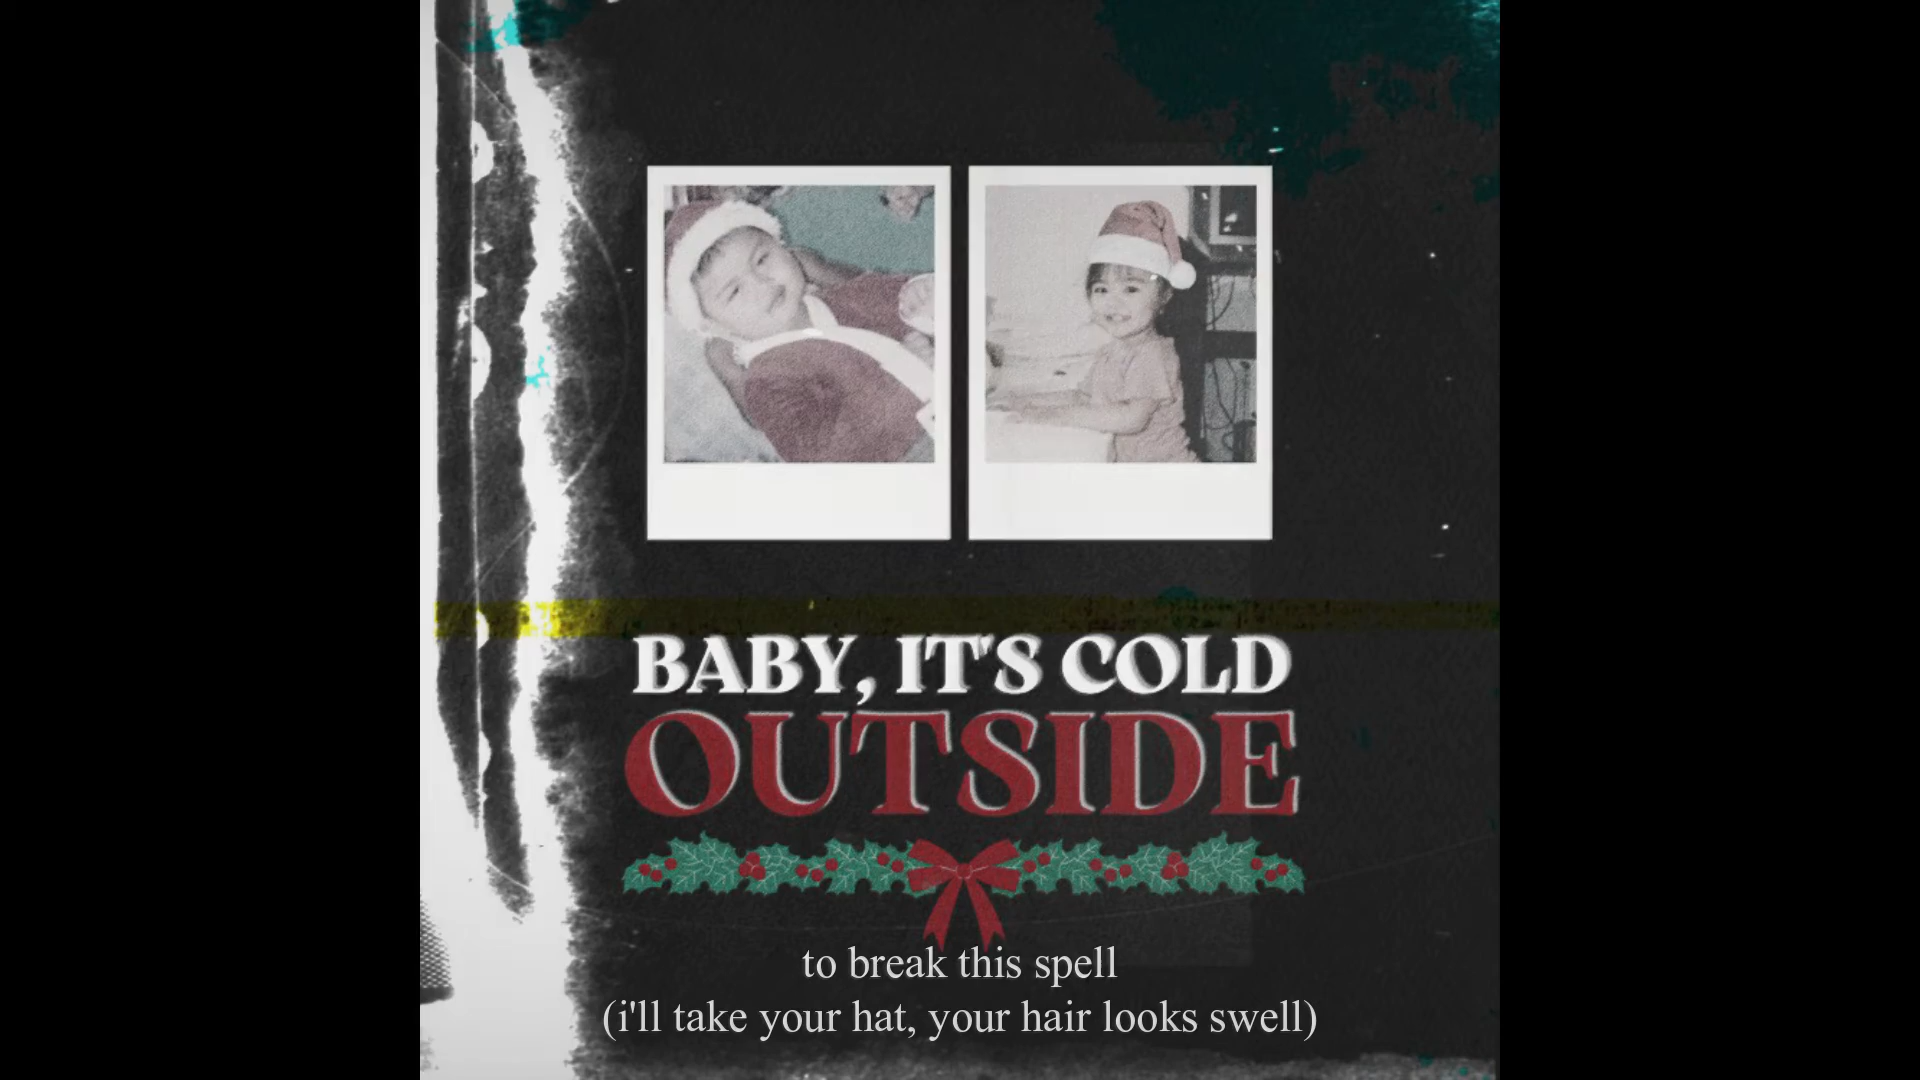 BABY, IT'S COLD
OUTSIDE
to break this spell
(i'll take your hat, your hair looks swell)